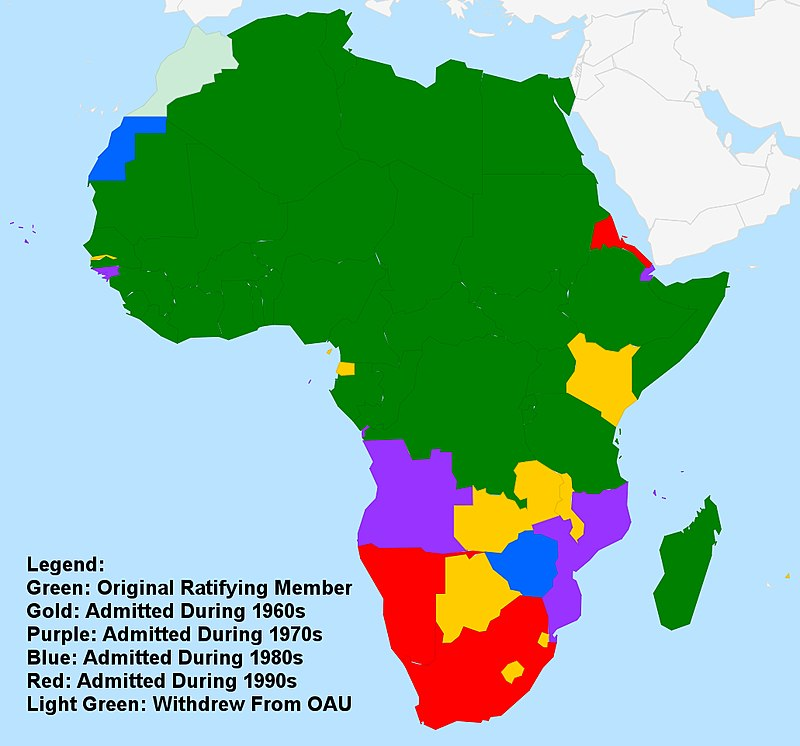 Legend:
Green: Original Ratifying Member
Gold: Admitted During 1960s
Purple: Admitted During 1970s
Blue: Admitted During 1980s
Red: Admitted During 1990s
Light Green: Withdrew From OAU